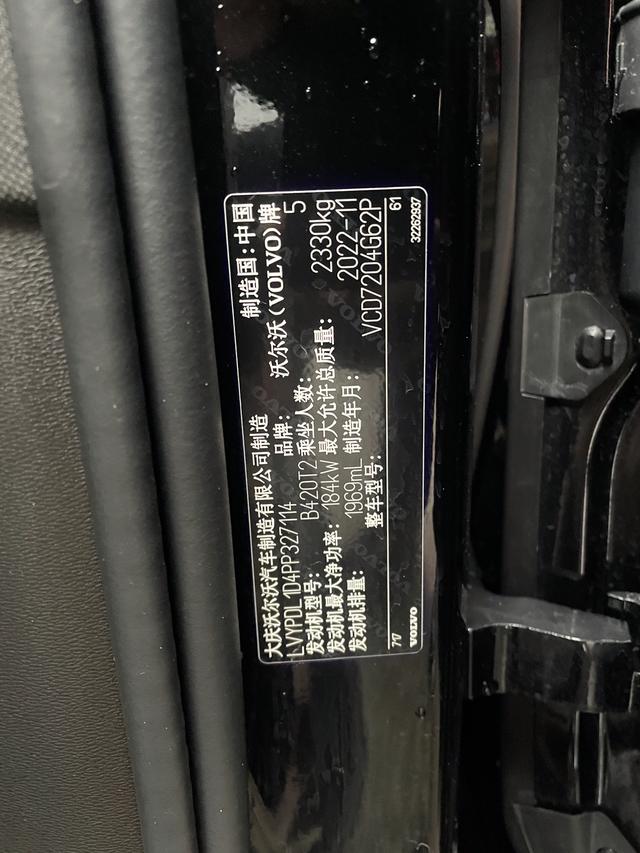 大庆沃尔沃汽车制造有限公司制造 制造国:中国
LVYPDL1D4PP327114 品牌: 沃尔沃(VOLVO)牌
发动机型号: B420T2 乘坐人数: 5
发动机最大净功率: 184kW 最大允许总质量: 2330kg
发动机排量: 1969mL 制造年月: 2022-11
整车型号: VCD7204G62P
717 61
VOLVO 32262937